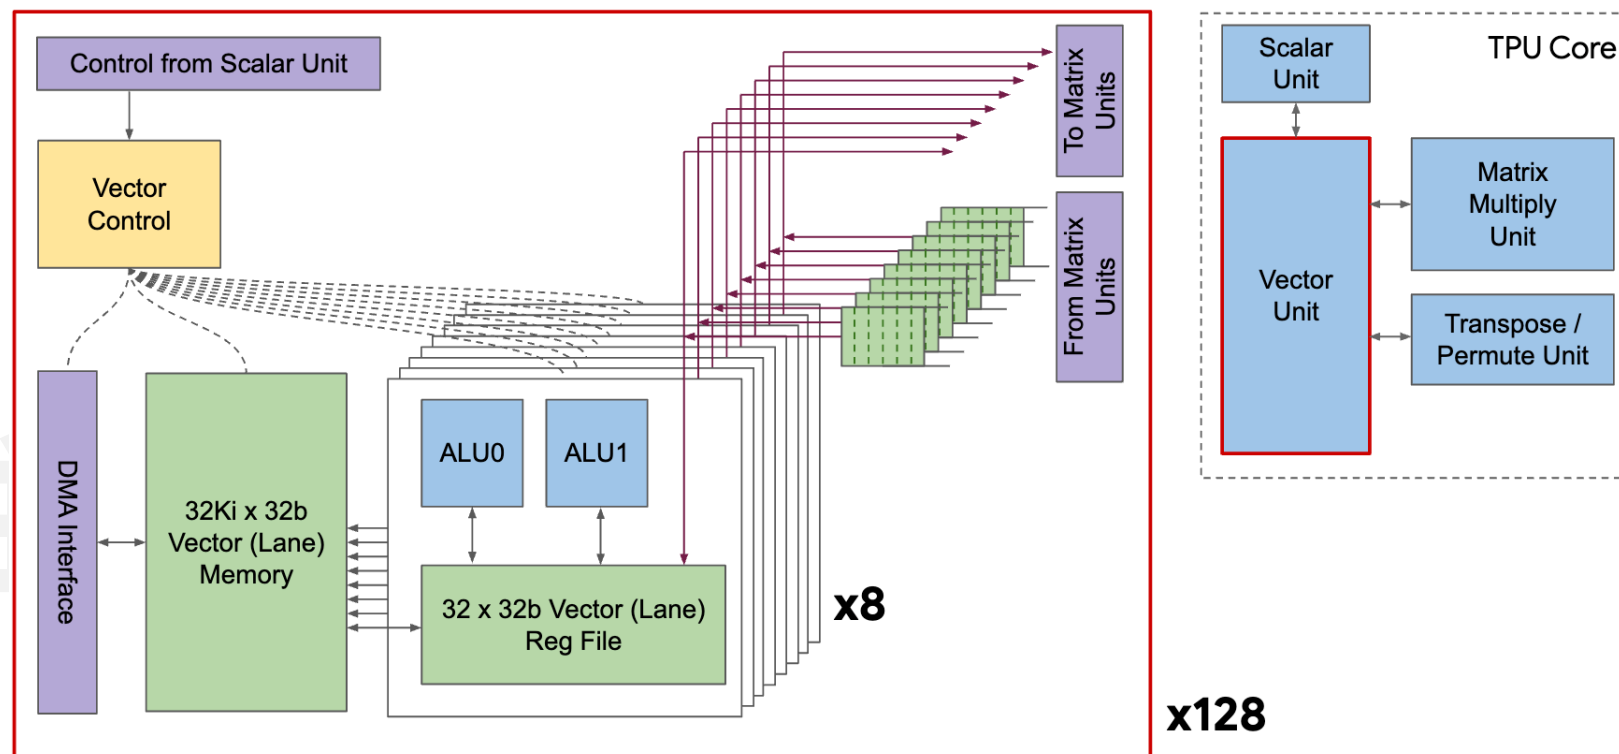 Control from Scalar Unit
Vector
Control
DMA Interface
32Ki x 32b
Vector (Lane)
Memory
ALU0
ALU1
32 x 32b Vector (Lane)
Reg File
x8
To Matrix
Units
From Matrix
Units
x128
TPU Core
Scalar
Unit
Vector
Unit
Matrix
Multiply
Unit
Transpose /
Permute Unit